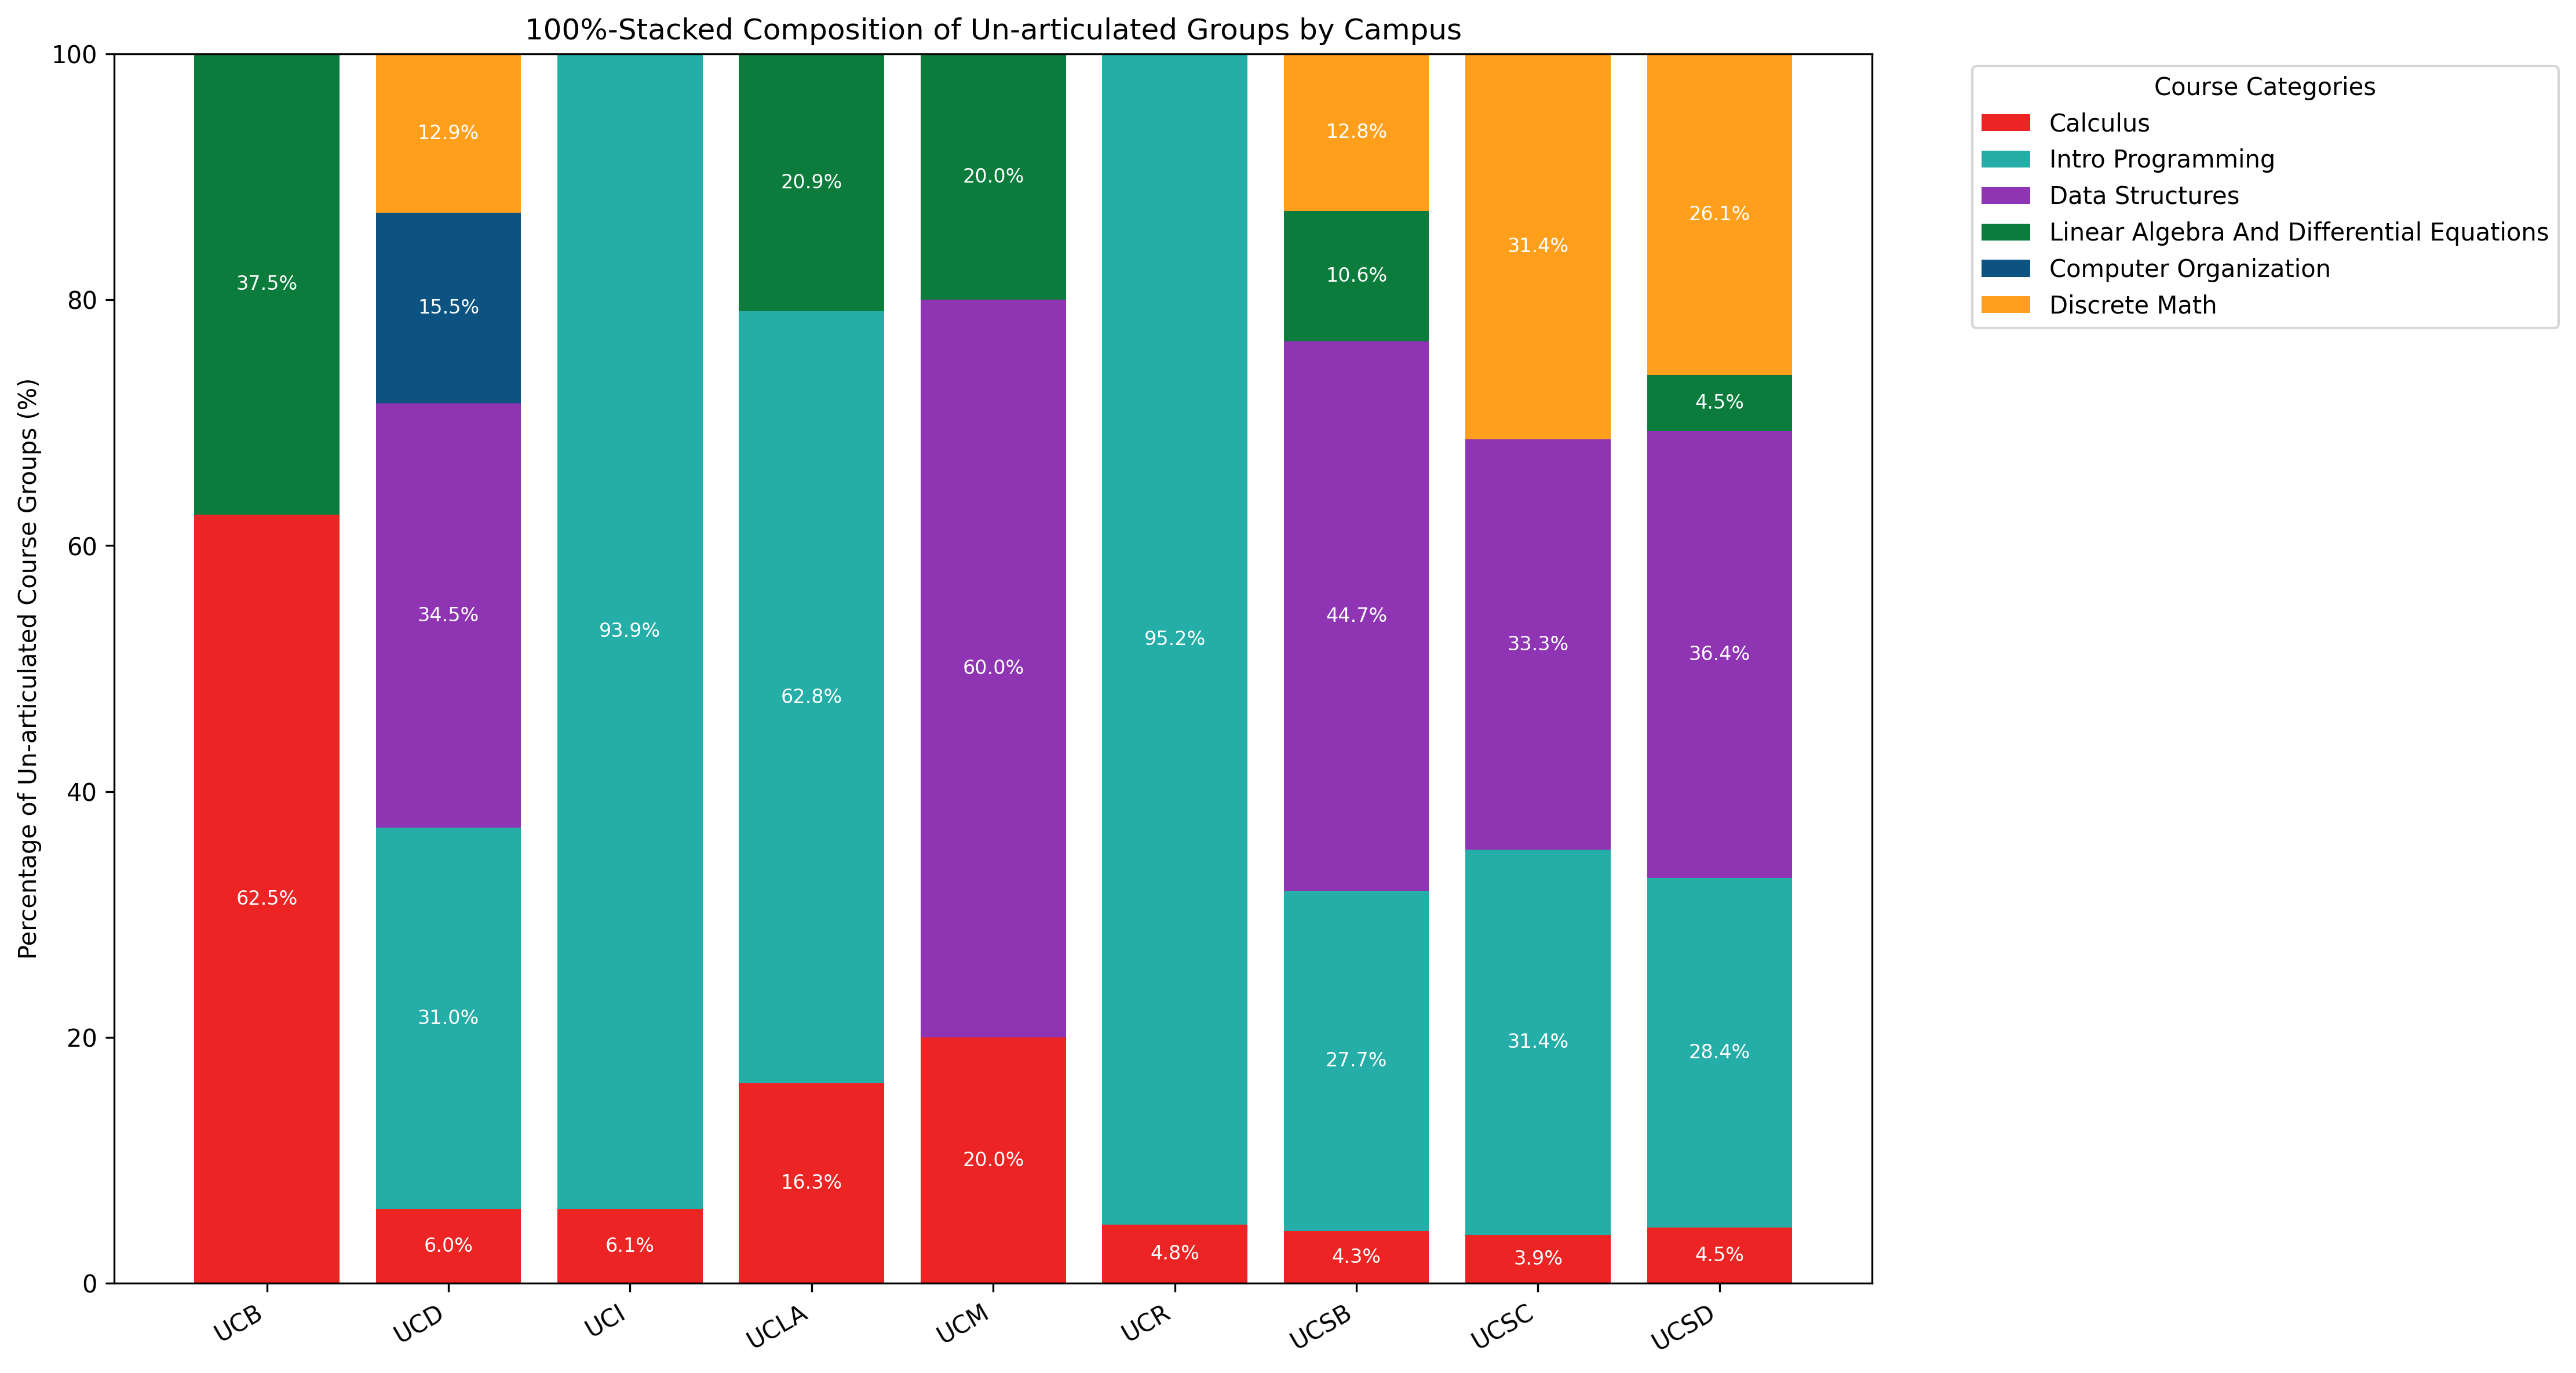 100%-Stacked Composition of Un-articulated Groups by Campus
Percentage of Un-articulated Course Groups (%)
100
80
60
40
20
0
37.5%
62.5%
12.9%
15.5%
34.5%
31.0%
6.0%
93.9%
6.1%
20.9%
62.8%
16.3%
20.0%
60.0%
20.0%
95.2%
4.8%
12.8%
10.6%
44.7%
27.7%
4.3%
31.4%
33.3%
31.4%
3.9%
26.1%
4.5%
36.4%
28.4%
4.5%
UCB
UCD
UCI
UCLA
UCM
UCR
UCSB
UCSC
UCSD
Course Categories
Calculus
Intro Programming
Data Structures
Linear Algebra And Differential Equations
Computer Organization
Discrete Math